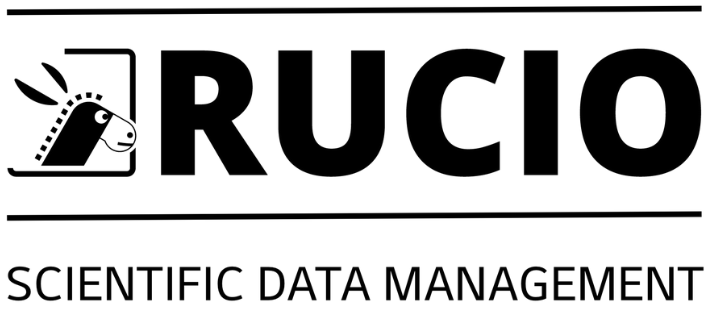 RUCIO
SCIENTIFIC DATA MANAGEMENT